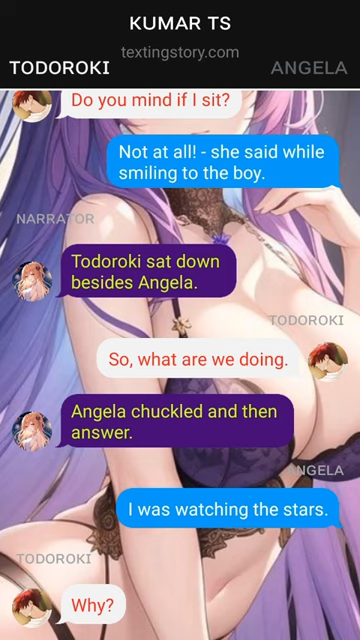 KUMAR TS
textingstory.com
TODOROKI
ANGELA
Do you mind if I sit?
Not at all! - she said while
smiling to the boy.
NARRATOR
Todoroki sat down
besides Angela.
TODOROKI
So, what are we doing.
Angela chuckled and then
answer.
ANGELA
I was watching the stars.
TODOROKI
Why?